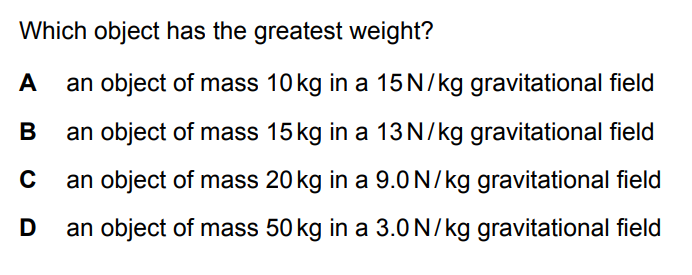 Which object has the greatest weight?
A an object of mass 10 kg in a 15 N/kg gravitational field
B an object of mass 15 kg in a 13 N/kg gravitational field
C an object of mass 20 kg in a 9.0 N/kg gravitational field
D an object of mass 50 kg in a 3.0 N/kg gravitational field